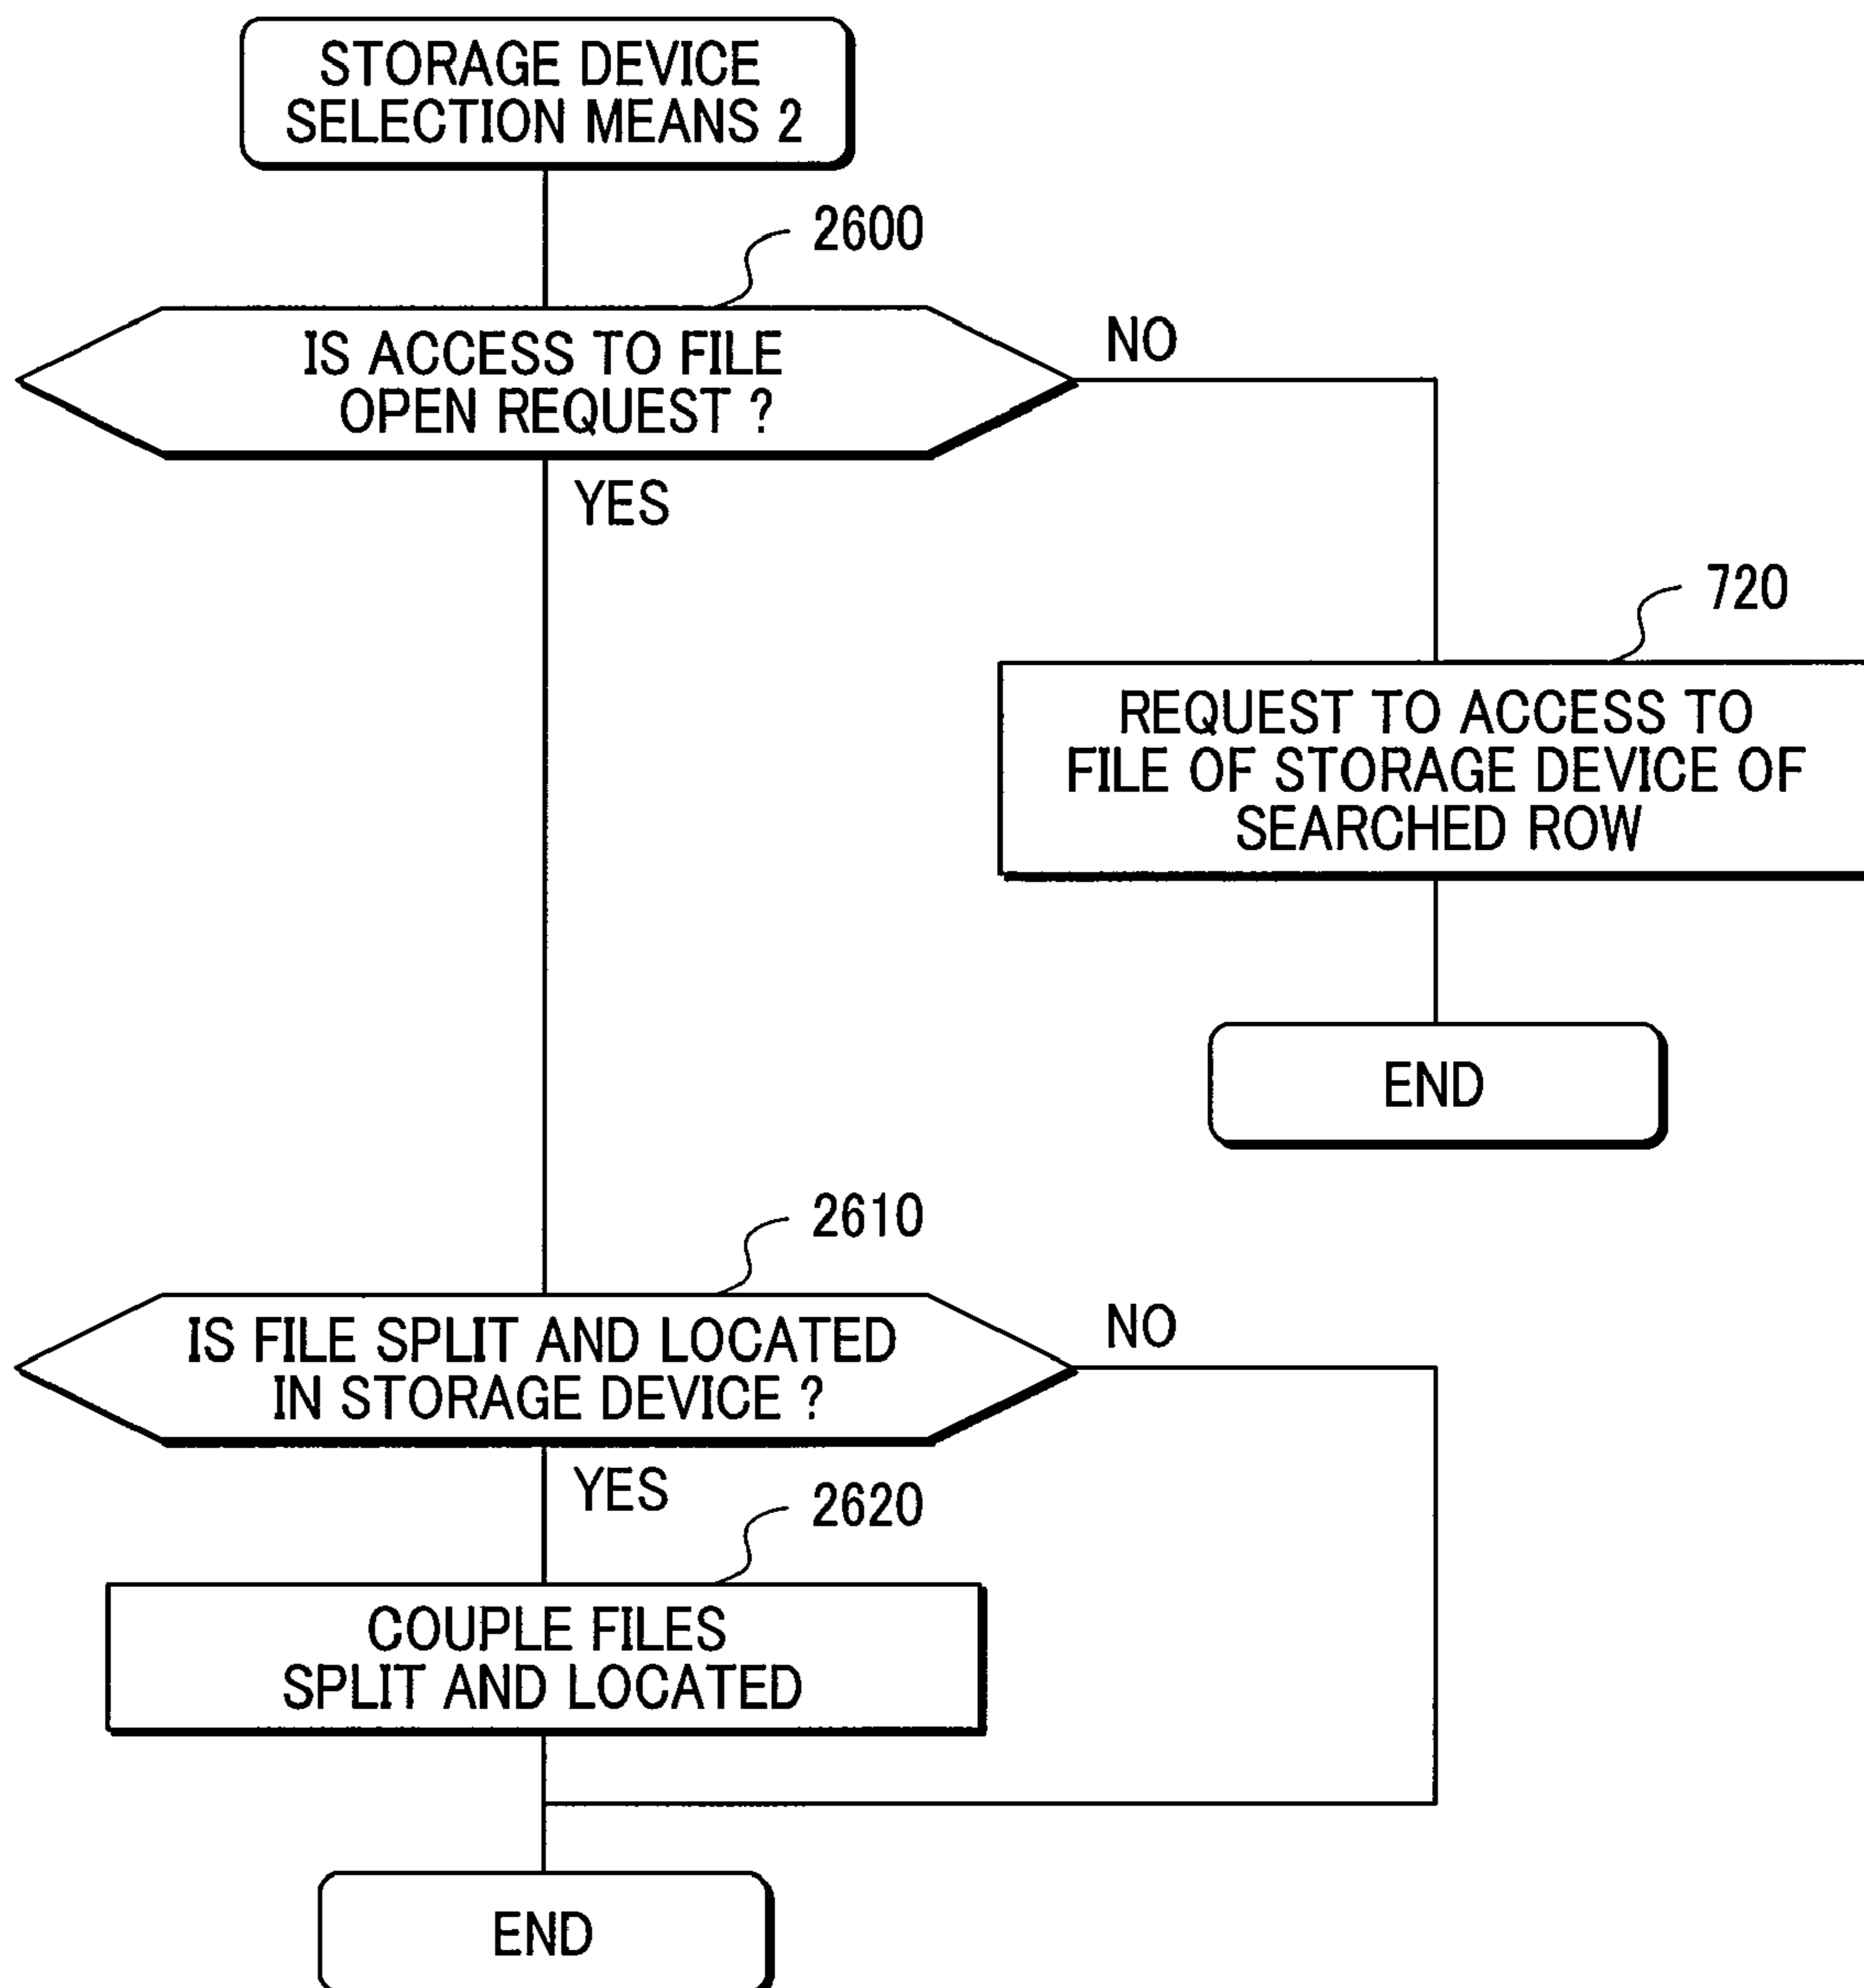 STORAGE DEVICE
SELECTION MEANS 2
2600
IS ACCESS TO FILE
OPEN REQUEST ?
NO
YES
720
REQUEST TO ACCESS TO
FILE OF STORAGE DEVICE OF
SEARCHED ROW
END
2610
IS FILE SPLIT AND LOCATED
IN STORAGE DEVICE ?
NO
YES
2620
COUPLE FILES
SPLIT AND LOCATED
END